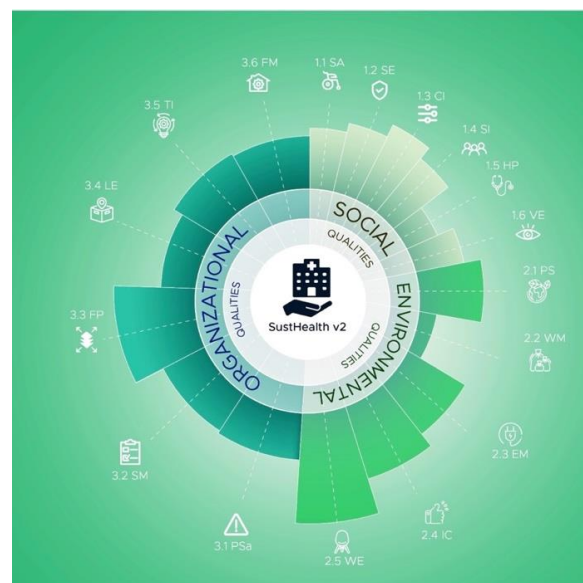 3.6 FM
1.1 SA
1.2 SE
1.3 CI
1.4 SI
1.5 HP
1.6 VE
2.1 PS
2.2 WM
2.3 EM
2.4 IC
2.5 WE
3.1 PSa
3.2 SM
3.3 FP
3.4 LE
3.5 TI
SOCIAL
QUALITIES
ENVIRONMENTAL
QUALITIES
ORGANIZATIONAL
QUALITIES
SustHealth v2